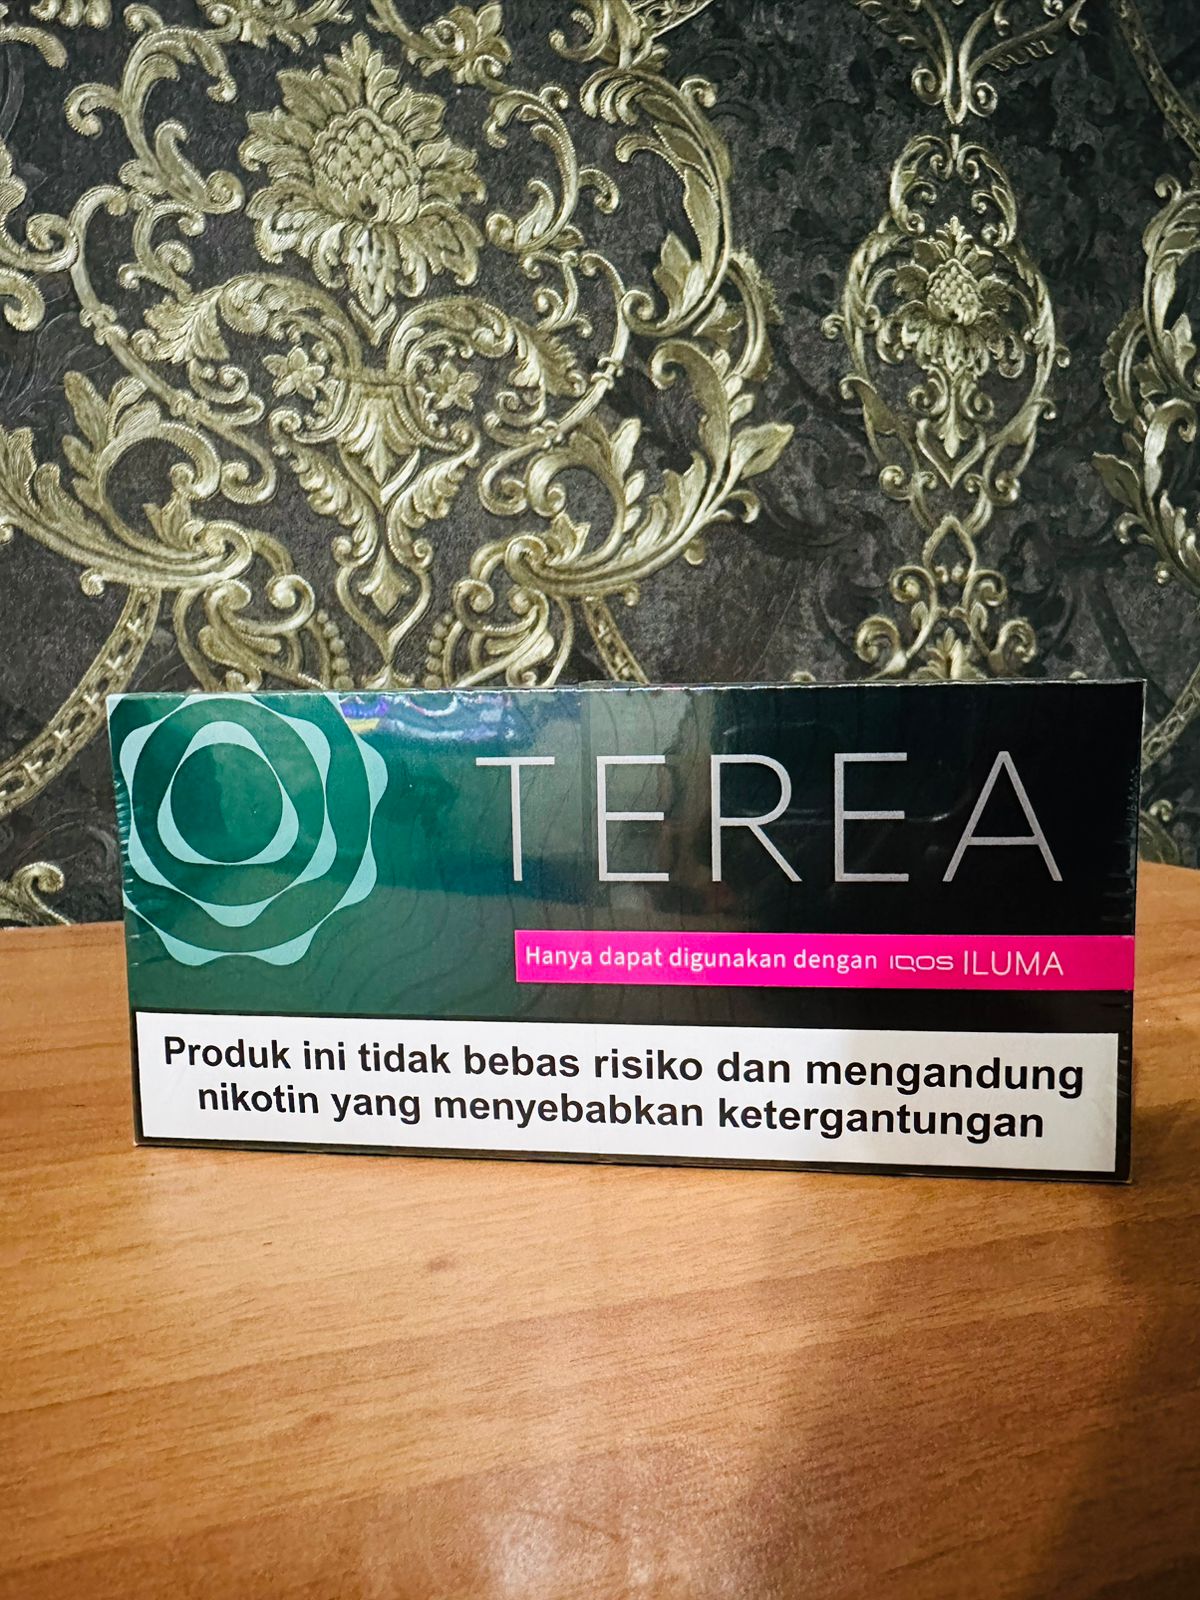 TEREA
Hanya dapat digunakan dengan IQOS ILUMA
Produk ini tidak bebas risiko dan mengandung
nikotin yang menyebabkan ketergantungan